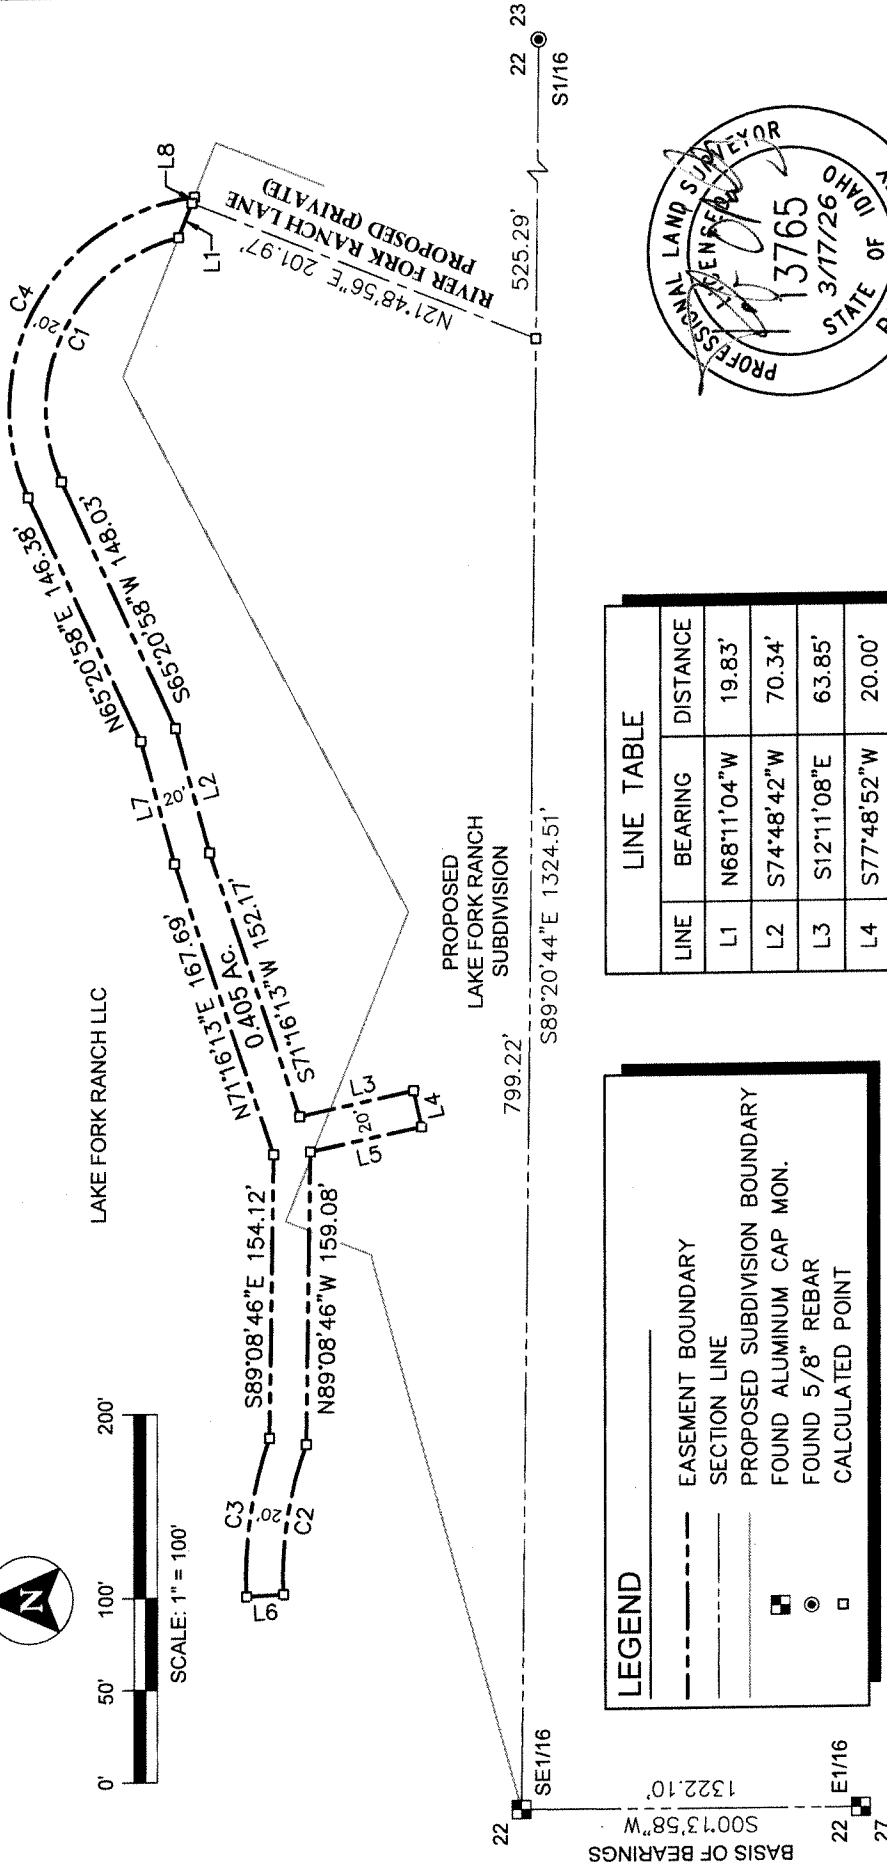 N
0'
50'
100'
200'
SCALE: 1" = 100'
LAKE FORK RANCH LLC
C3
20'
C2
L6
S89°08'46"E 154.12'
N89°08'46"W 159.08'
N71°16'13"E 167.69'
0.405 Ac.
S71°16'13"W 152.17'
L3
20'
L5
L4
L7
20'
L2
N65°20'58"E 146.38'
S65°20'58"W 148.03'
C4
20'
C1
L8
L1
RIVER FORK RANCH LANE
PROPOSED (PRIVATE)
N21°48'56"E 201.97'
PROPOSED
LAKE FORK RANCH
SUBDIVISION
799.22'
525.29'
S89°20'44"E 1324.51'
22
SE1/16
22 23
S1/16
BASIS OF BEARINGS
S00°13'58"W
1322.10'
22
E1/16
27
LEGEND
EASEMENT BOUNDARY
SECTION LINE
PROPOSED SUBDIVISION BOUNDARY
FOUND ALUMINUM CAP MON.
FOUND 5/8" REBAR
CALCULATED POINT
LINE TABLE
LINE BEARING DISTANCE
L1 N68°11'04"W 19.83'
L2 S74°48'42"W 70.34'
L3 S12°11'08"E 63.85'
L4 S77°48'52"W 20.00'
PROFESSIONAL LAND SURVEYOR
LICENSED
13765
3/17/26
STATE OF IDAHO